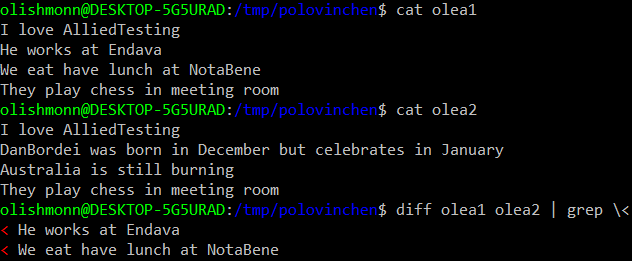 olishmonn@DESKTOP-5G5URAD:/tmp/polovinchen$ cat olea1
I love AlliedTesting
He works at Endava
We eat have lunch at NotaBene
They play chess in meeting room
olishmonn@DESKTOP-5G5URAD:/tmp/polovinchen$ cat olea2
I love AlliedTesting
DanBordei was born in December but celebrates in January
Australia is still burning
They play chess in meeting room
olishmonn@DESKTOP-5G5URAD:/tmp/polovinchen$ diff olea1 olea2 | grep \<
< He works at Endava
< We eat have lunch at NotaBene